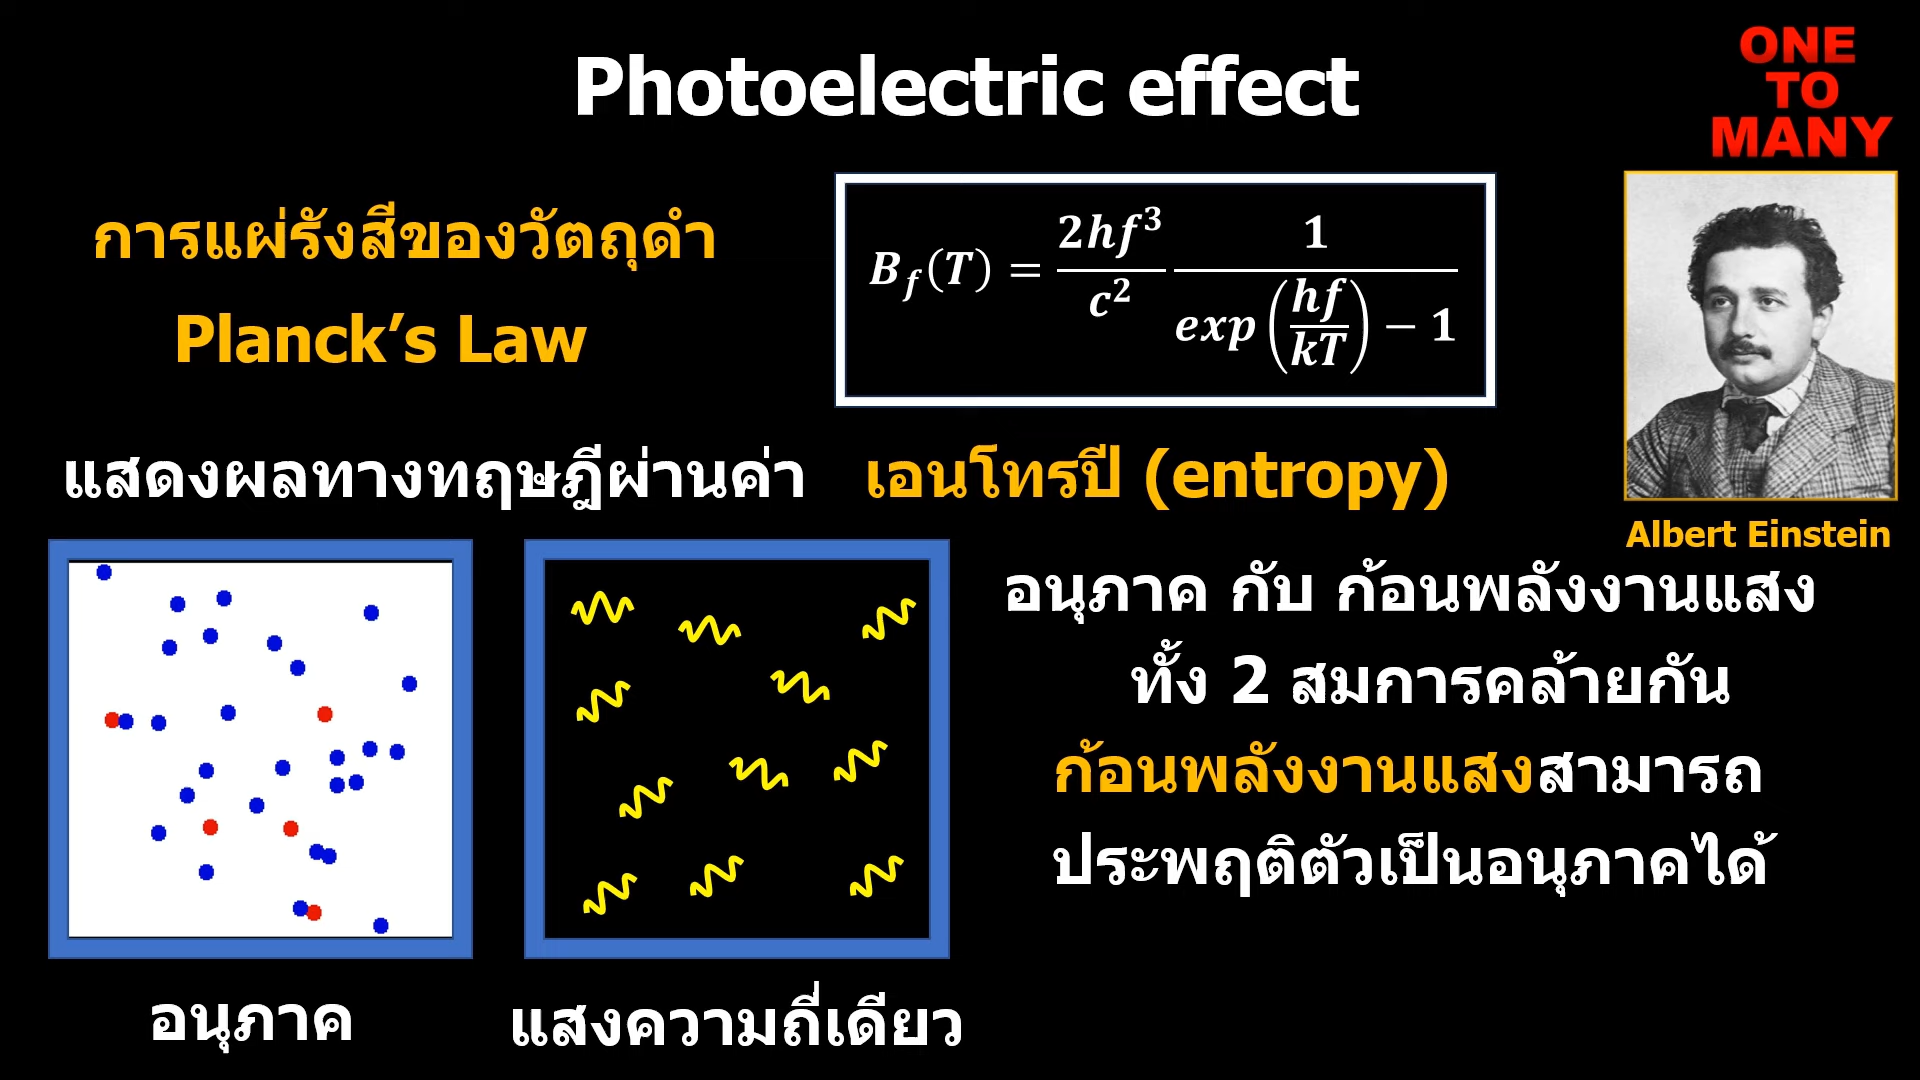 Photoelectric effect
ONE
TO
MANY
การแผ่รังสีของวัตถุดำ
Planck’s Law
B_f(T) = \frac{2hf^3}{c^2} \frac{1}{exp\left(\frac{hf}{kT}\right) - 1}
แสดงผลทางทฤษฎีผ่านค่า เอนโทรปี (entropy)
Albert Einstein
อนุภาค กับ ก้อนพลังงานแสง
ทั้ง 2 สมการคล้ายกัน
ก้อนพลังงานแสงสามารถ
ประพฤติตัวเป็นอนุภาคได้
อนุภาค
แสงความถี่เดียว